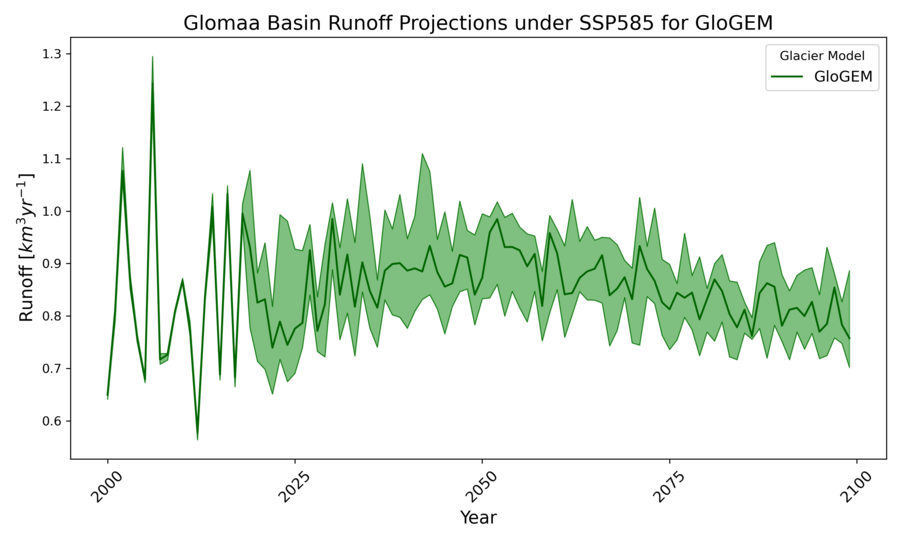 Glomaa Basin Runoff Projections under SSP585 for GloGEM
Glacier Model
GloGEM
1.3
1.2
1.1
1.0
0.9
0.8
0.7
0.6
Runoff [km³yr⁻¹]
2000
2025
2050
2075
2100
Year